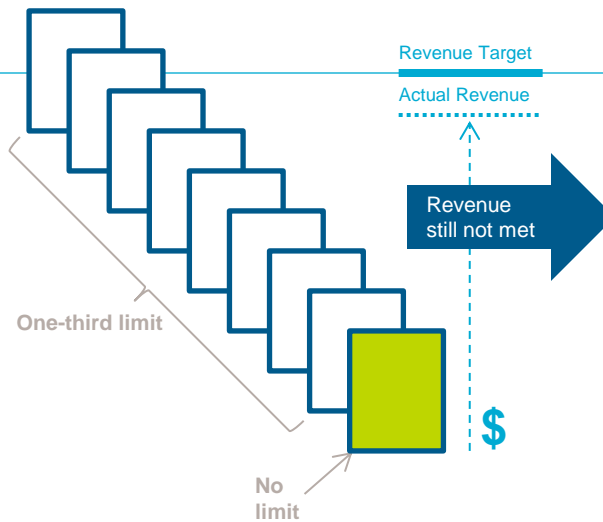 Revenue Target
Actual Revenue
Revenue
still not met
One-third limit
$
No
limit